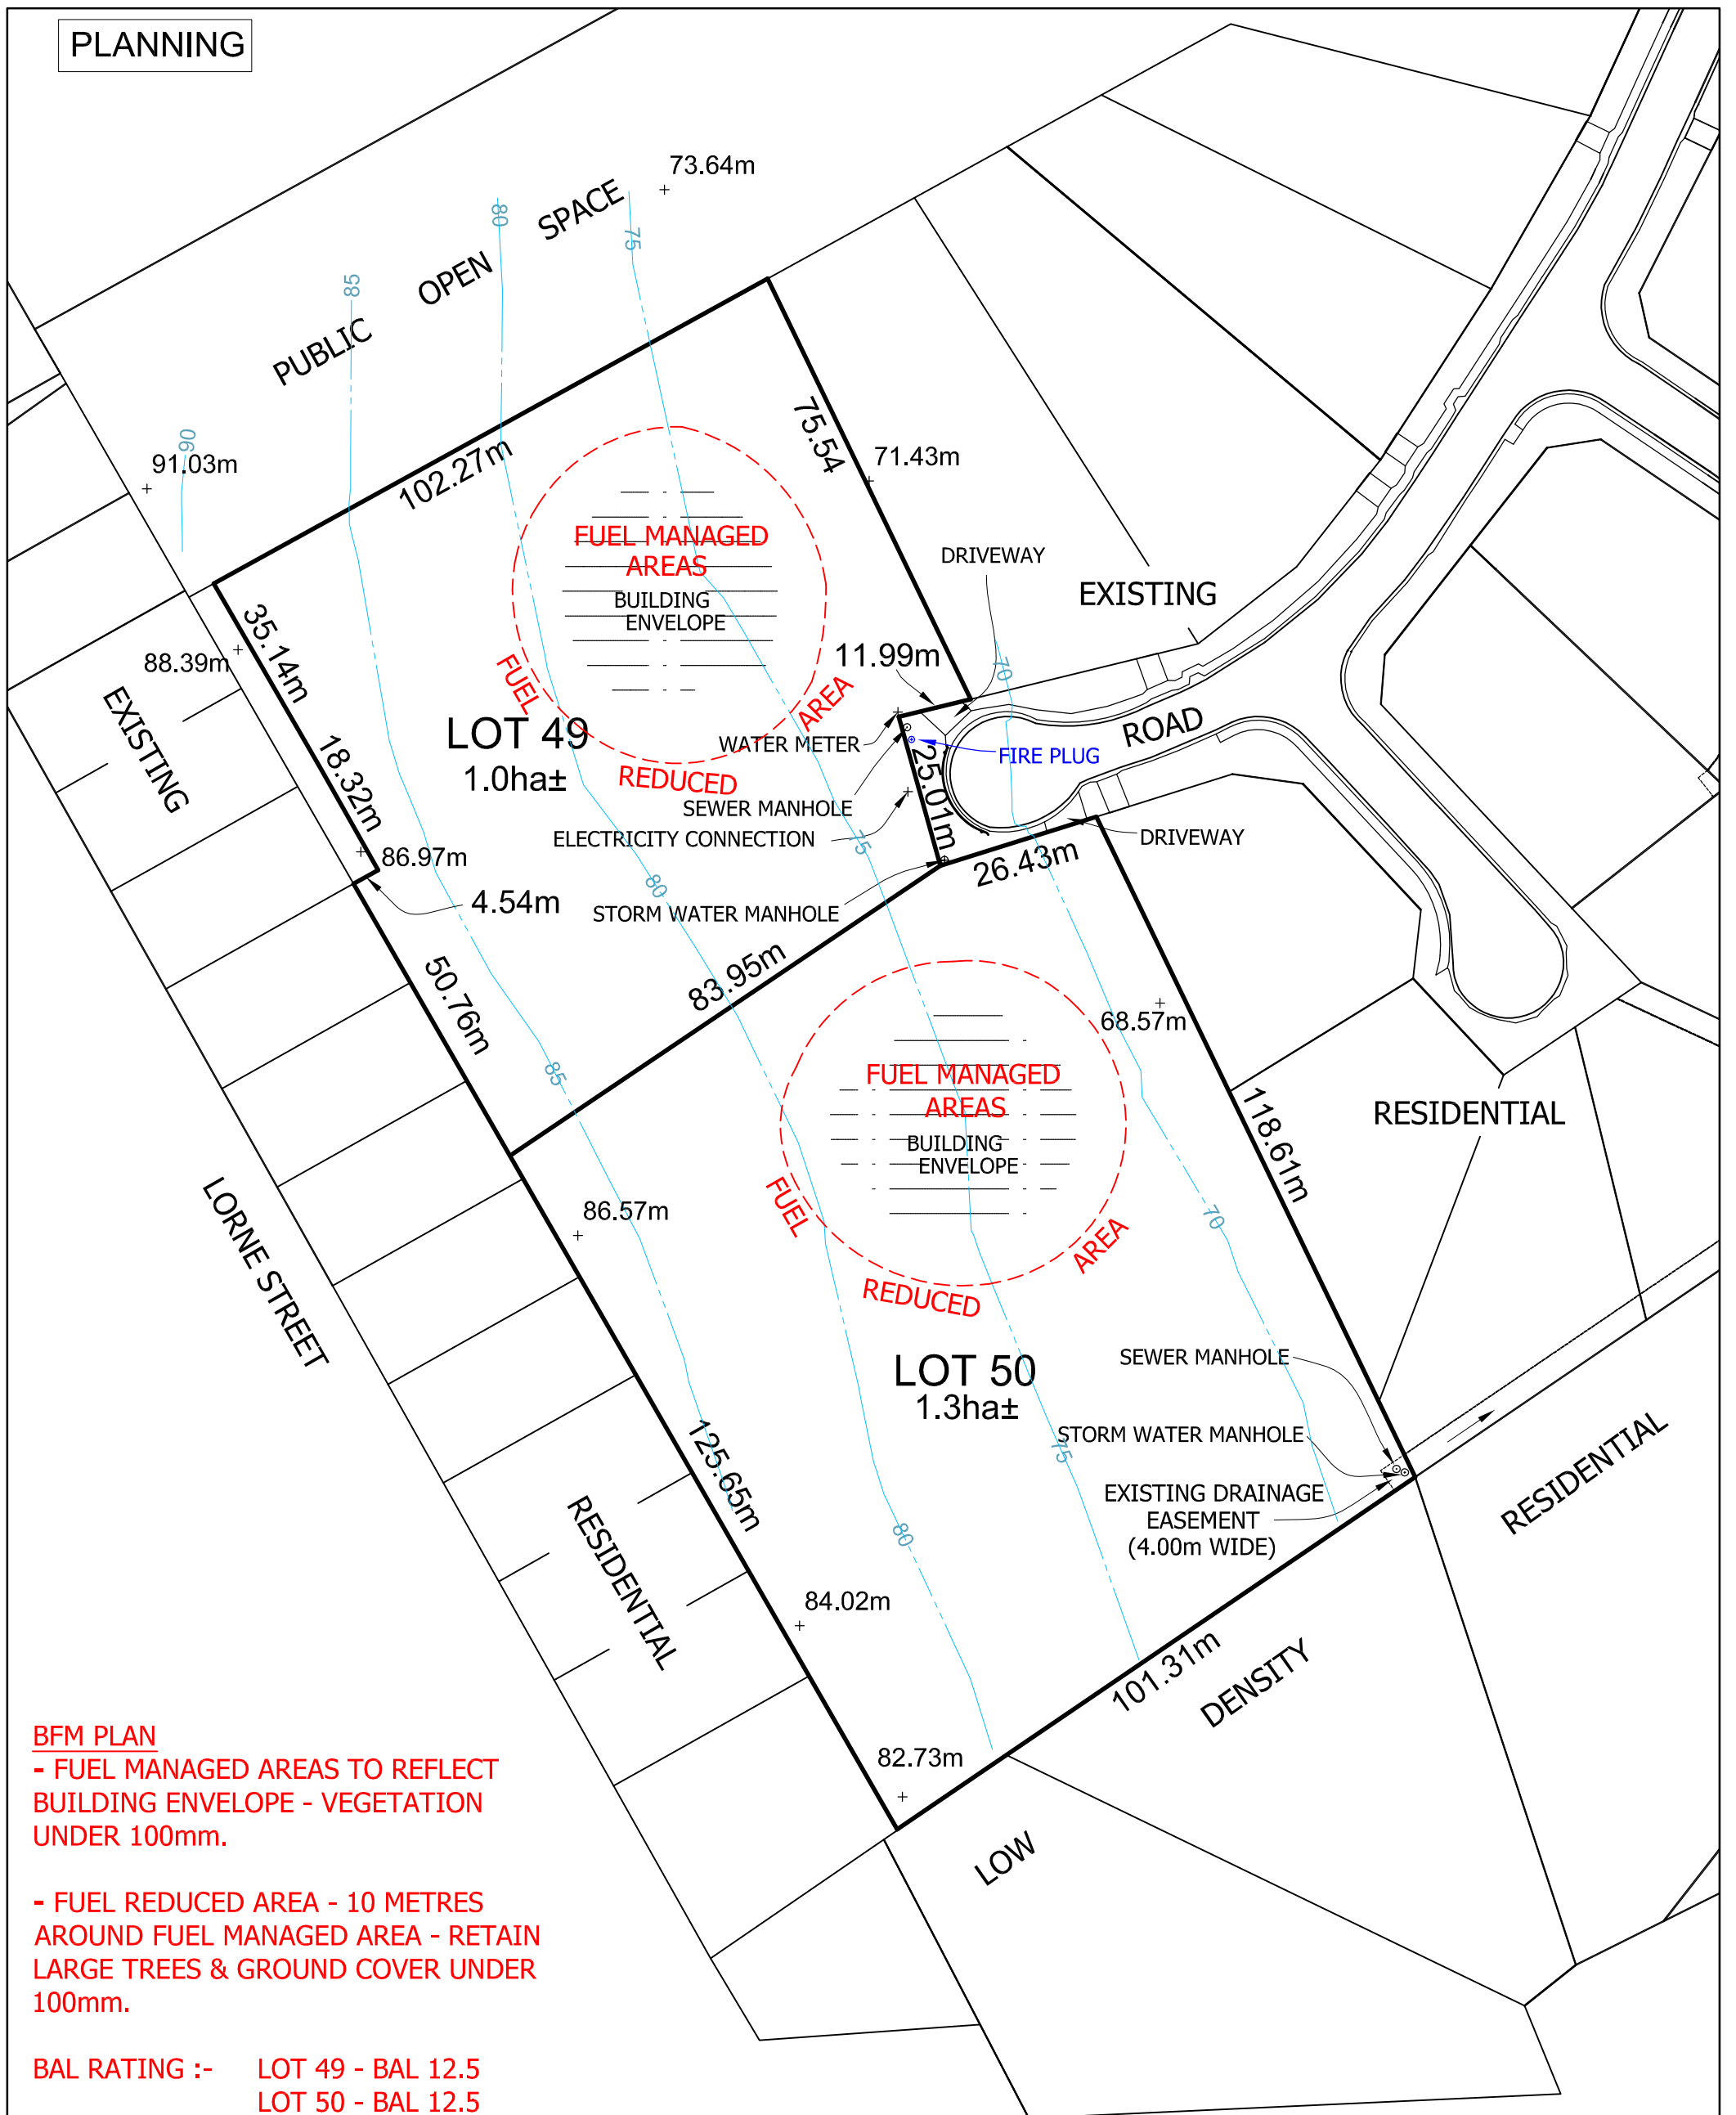 PLANNING
73.64m
PUBLIC OPEN SPACE
80
75
85
90
91.03m
102.27m
75.54
71.43m
FUEL MANAGED
AREAS
BUILDING
ENVELOPE
FUEL
REDUCED
AREA
DRIVEWAY
EXISTING
11.99m
70
35.14m
88.39m
EXISTING
LOT 49
1.0ha±
WATER METER
FIRE PLUG
ROAD
18.32m
25.01m
SEWER MANHOLE
ELECTRICITY CONNECTION
DRIVEWAY
75
86.97m
4.54m
80
STORM WATER MANHOLE
26.43m
50.76m
83.95m
85
68.57m
FUEL MANAGED
AREAS
BUILDING
ENVELOPE
FUEL
REDUCED
AREA
118.61m
RESIDENTIAL
LORNE STREET
86.57m
70
LOT 50
1.3ha±
SEWER MANHOLE
STORM WATER MANHOLE
75
EXISTING DRAINAGE
EASEMENT
(4.00m WIDE)
125.65m
80
RESIDENTIAL
84.02m
101.31m
82.73m
LOW DENSITY RESIDENTIAL
BFM PLAN
- FUEL MANAGED AREAS TO REFLECT
BUILDING ENVELOPE - VEGETATION
UNDER 100mm.
- FUEL REDUCED AREA - 10 METRES
AROUND FUEL MANAGED AREA - RETAIN
LARGE TREES & GROUND COVER UNDER
100mm.
BAL RATING :- LOT 49 - BAL 12.5
LOT 50 - BAL 12.5